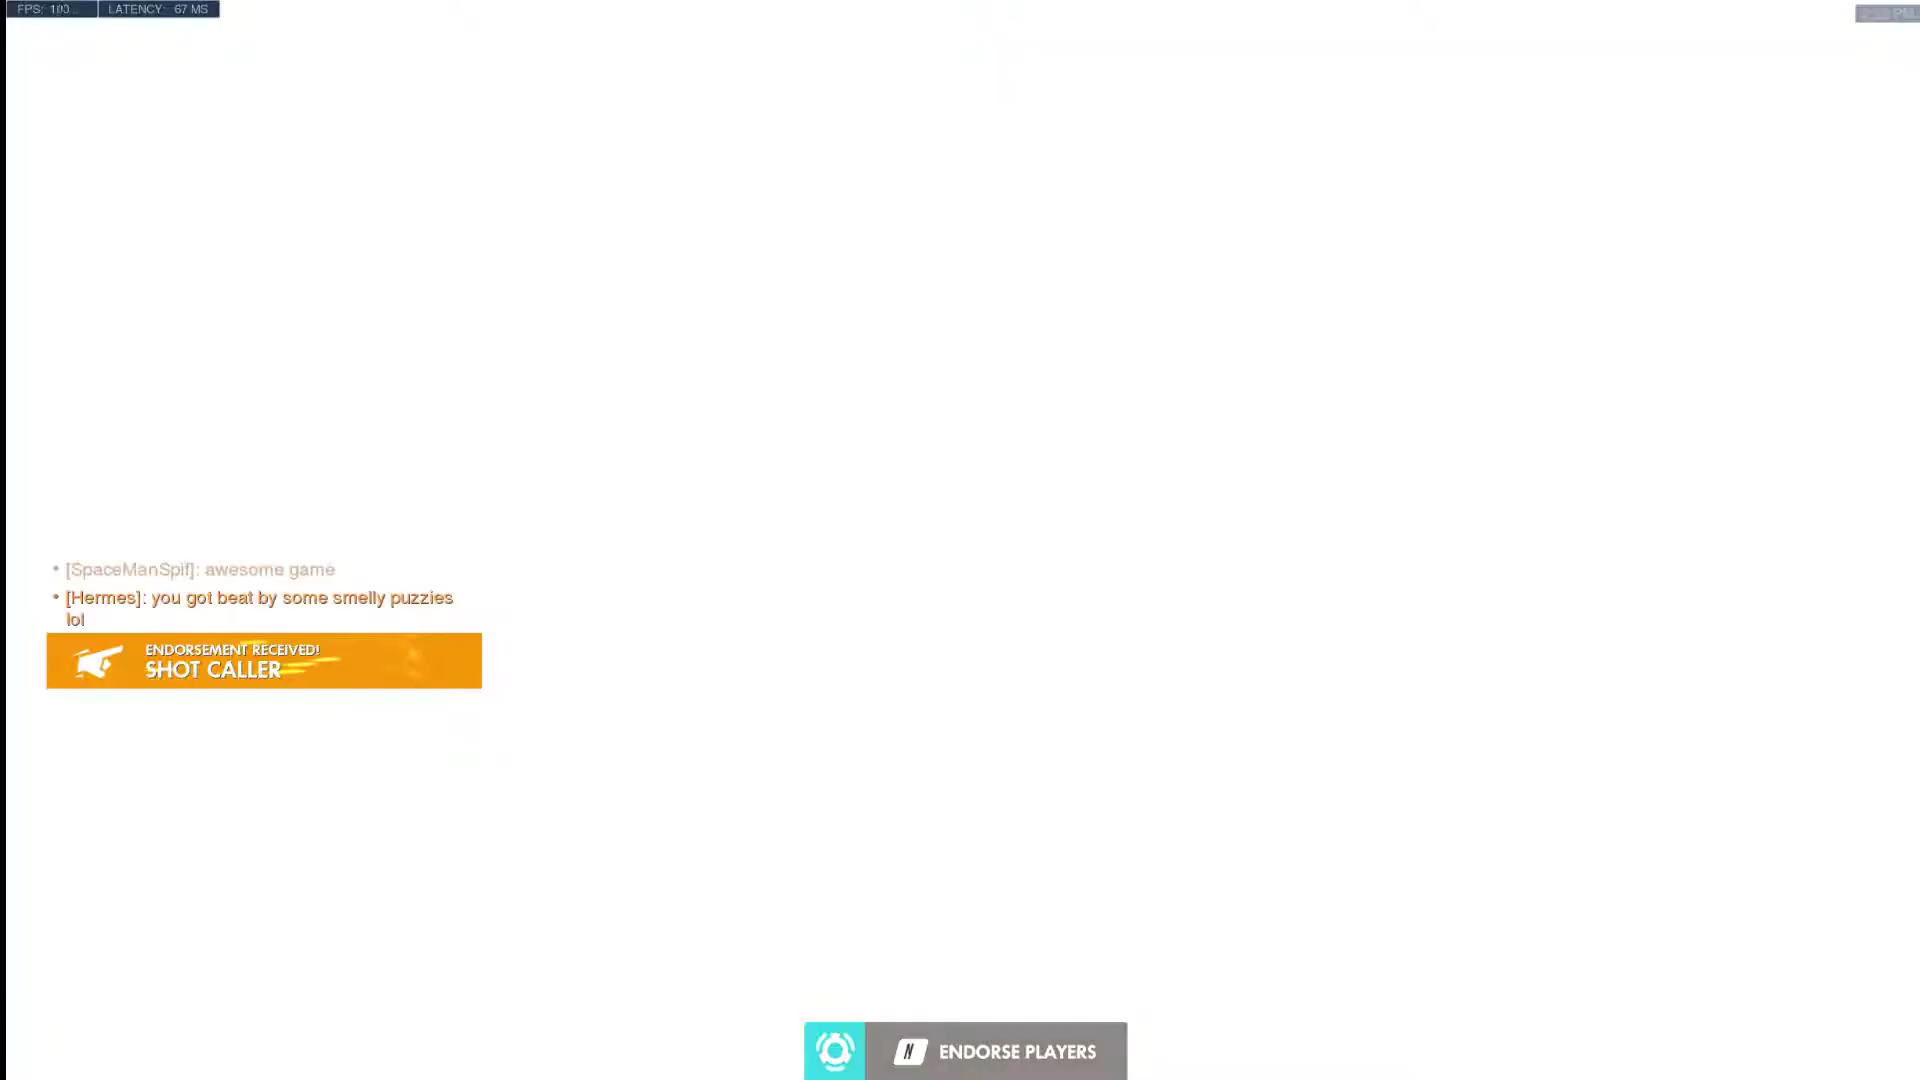 FPS: 100
LATENCY: 67 MS
PM
• [SpaceManSpif]: awesome game
• [Hermes]: you got beat by some smelly puzzies
lol
ENDORSEMENT RECEIVED!
SHOT CALLER
N ENDORSE PLAYERS